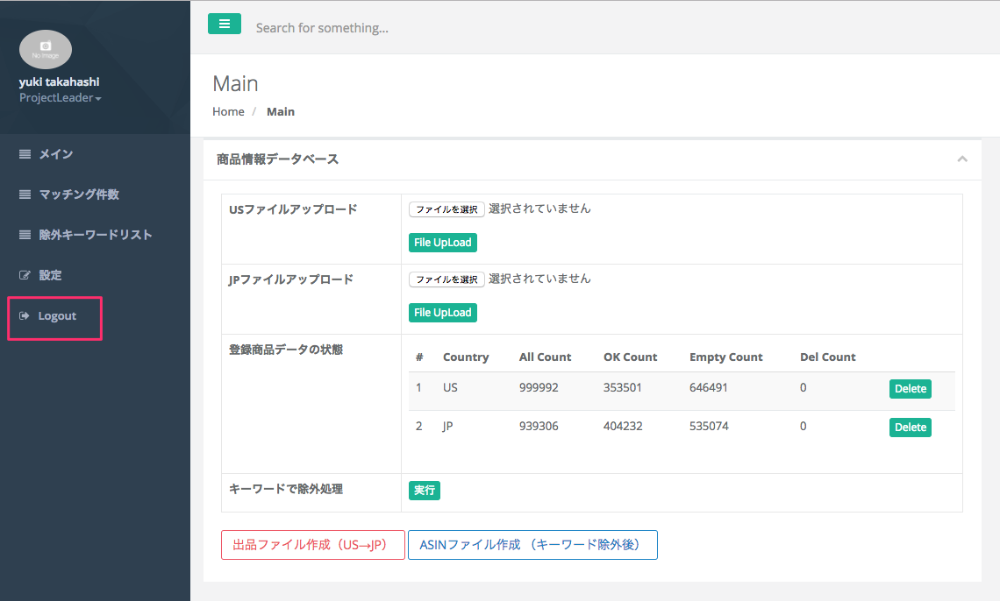 No Image
yuki takahashi
ProjectLeader
メイン
マッチング件数
除外キーワードリスト
設定
Logout
Search for something...
Main
Home / Main
商品情報データベース
USファイルアップロード
ファイルを選択 選択されていません
File UpLoad
JPファイルアップロード
ファイルを選択 選択されていません
File UpLoad
登録商品データの状態
# Country All Count OK Count Empty Count Del Count
1 US 999992 353501 646491 0 Delete
2 JP 939306 404232 535074 0 Delete
キーワードで除外処理
実行
出品ファイル作成（US→JP） ASINファイル作成 （キーワード除外後）